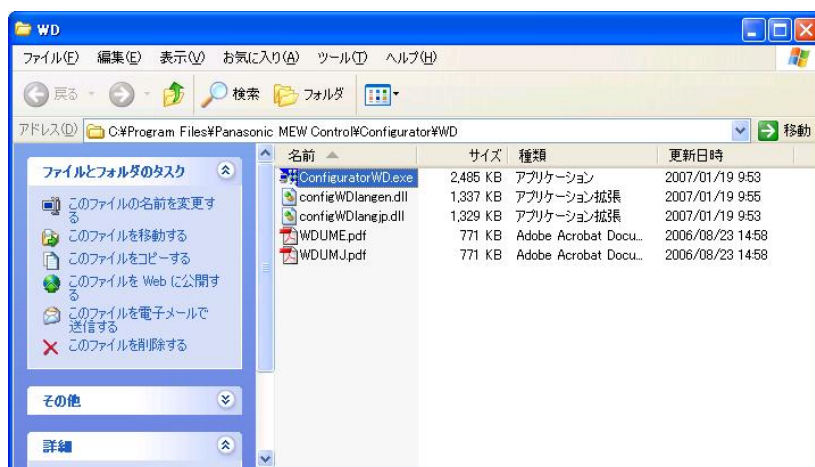 WD
ファイル(F) 編集(E) 表示(V) お気に入り(A) ツール(T) ヘルプ(H)
戻る 検索 フォルダ
アドレス(D) C:¥Program Files¥Panasonic MEW Control¥Configurator¥WD 移動
ファイルとフォルダのタスク
このファイルの名前を変更す
る
このファイルを移動する
このファイルをコピーする
このファイルを Web に公開す
る
このファイルを電子メールで
送信する
このファイルを削除する
その他
詳細
名前 サイズ 種類 更新日時
ConfiguratorWD.exe 2,485 KB アプリケーション 2007/01/19 9:53
configWDlangen.dll 1,337 KB アプリケーション拡張 2007/01/19 9:55
configWDlangjp.dll 1,329 KB アプリケーション拡張 2007/01/19 9:53
WDUME.pdf 771 KB Adobe Acrobat Docu... 2006/08/23 14:58
WDUMJ.pdf 771 KB Adobe Acrobat Docu... 2006/08/23 14:58